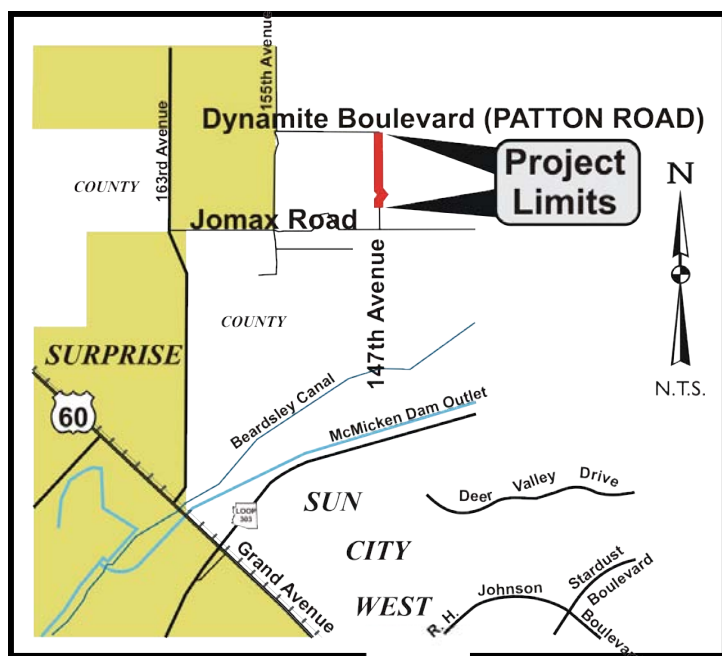 155th Avenue
163rd Avenue
Dynamite Boulevard (PATTON ROAD)
Project
Limits
N
COUNTY
Jomax Road
147th Avenue
COUNTY
SURPRISE
N.T.S.
60
Beardsley Canal
McMicken Dam Outlet
LOOP
303
SUN
CITY
WEST
Deer Valley Drive
Grand Avenue
Stardust
Boulevard
R. H. Johnson
Boulevar